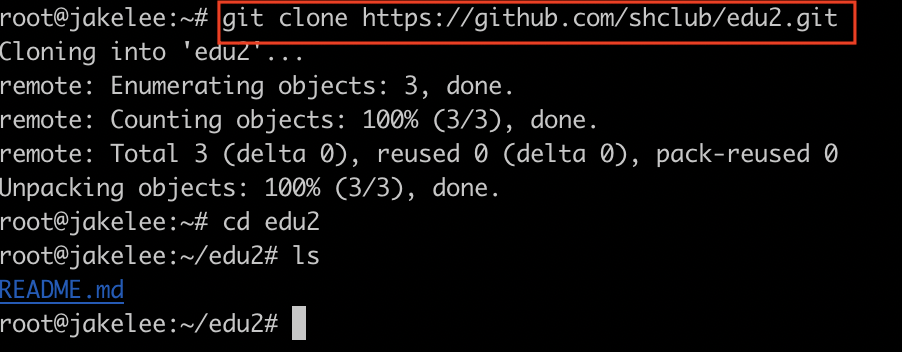 root@jakelee:~# git clone https://github.com/shclub/edu2.git
Cloning into 'edu2'...
remote: Enumerating objects: 3, done.
remote: Counting objects: 100% (3/3), done.
remote: Total 3 (delta 0), reused 0 (delta 0), pack-reused 0
Unpacking objects: 100% (3/3), done.
root@jakelee:~# cd edu2
root@jakelee:~/edu2# ls
README.md
root@jakelee:~/edu2#